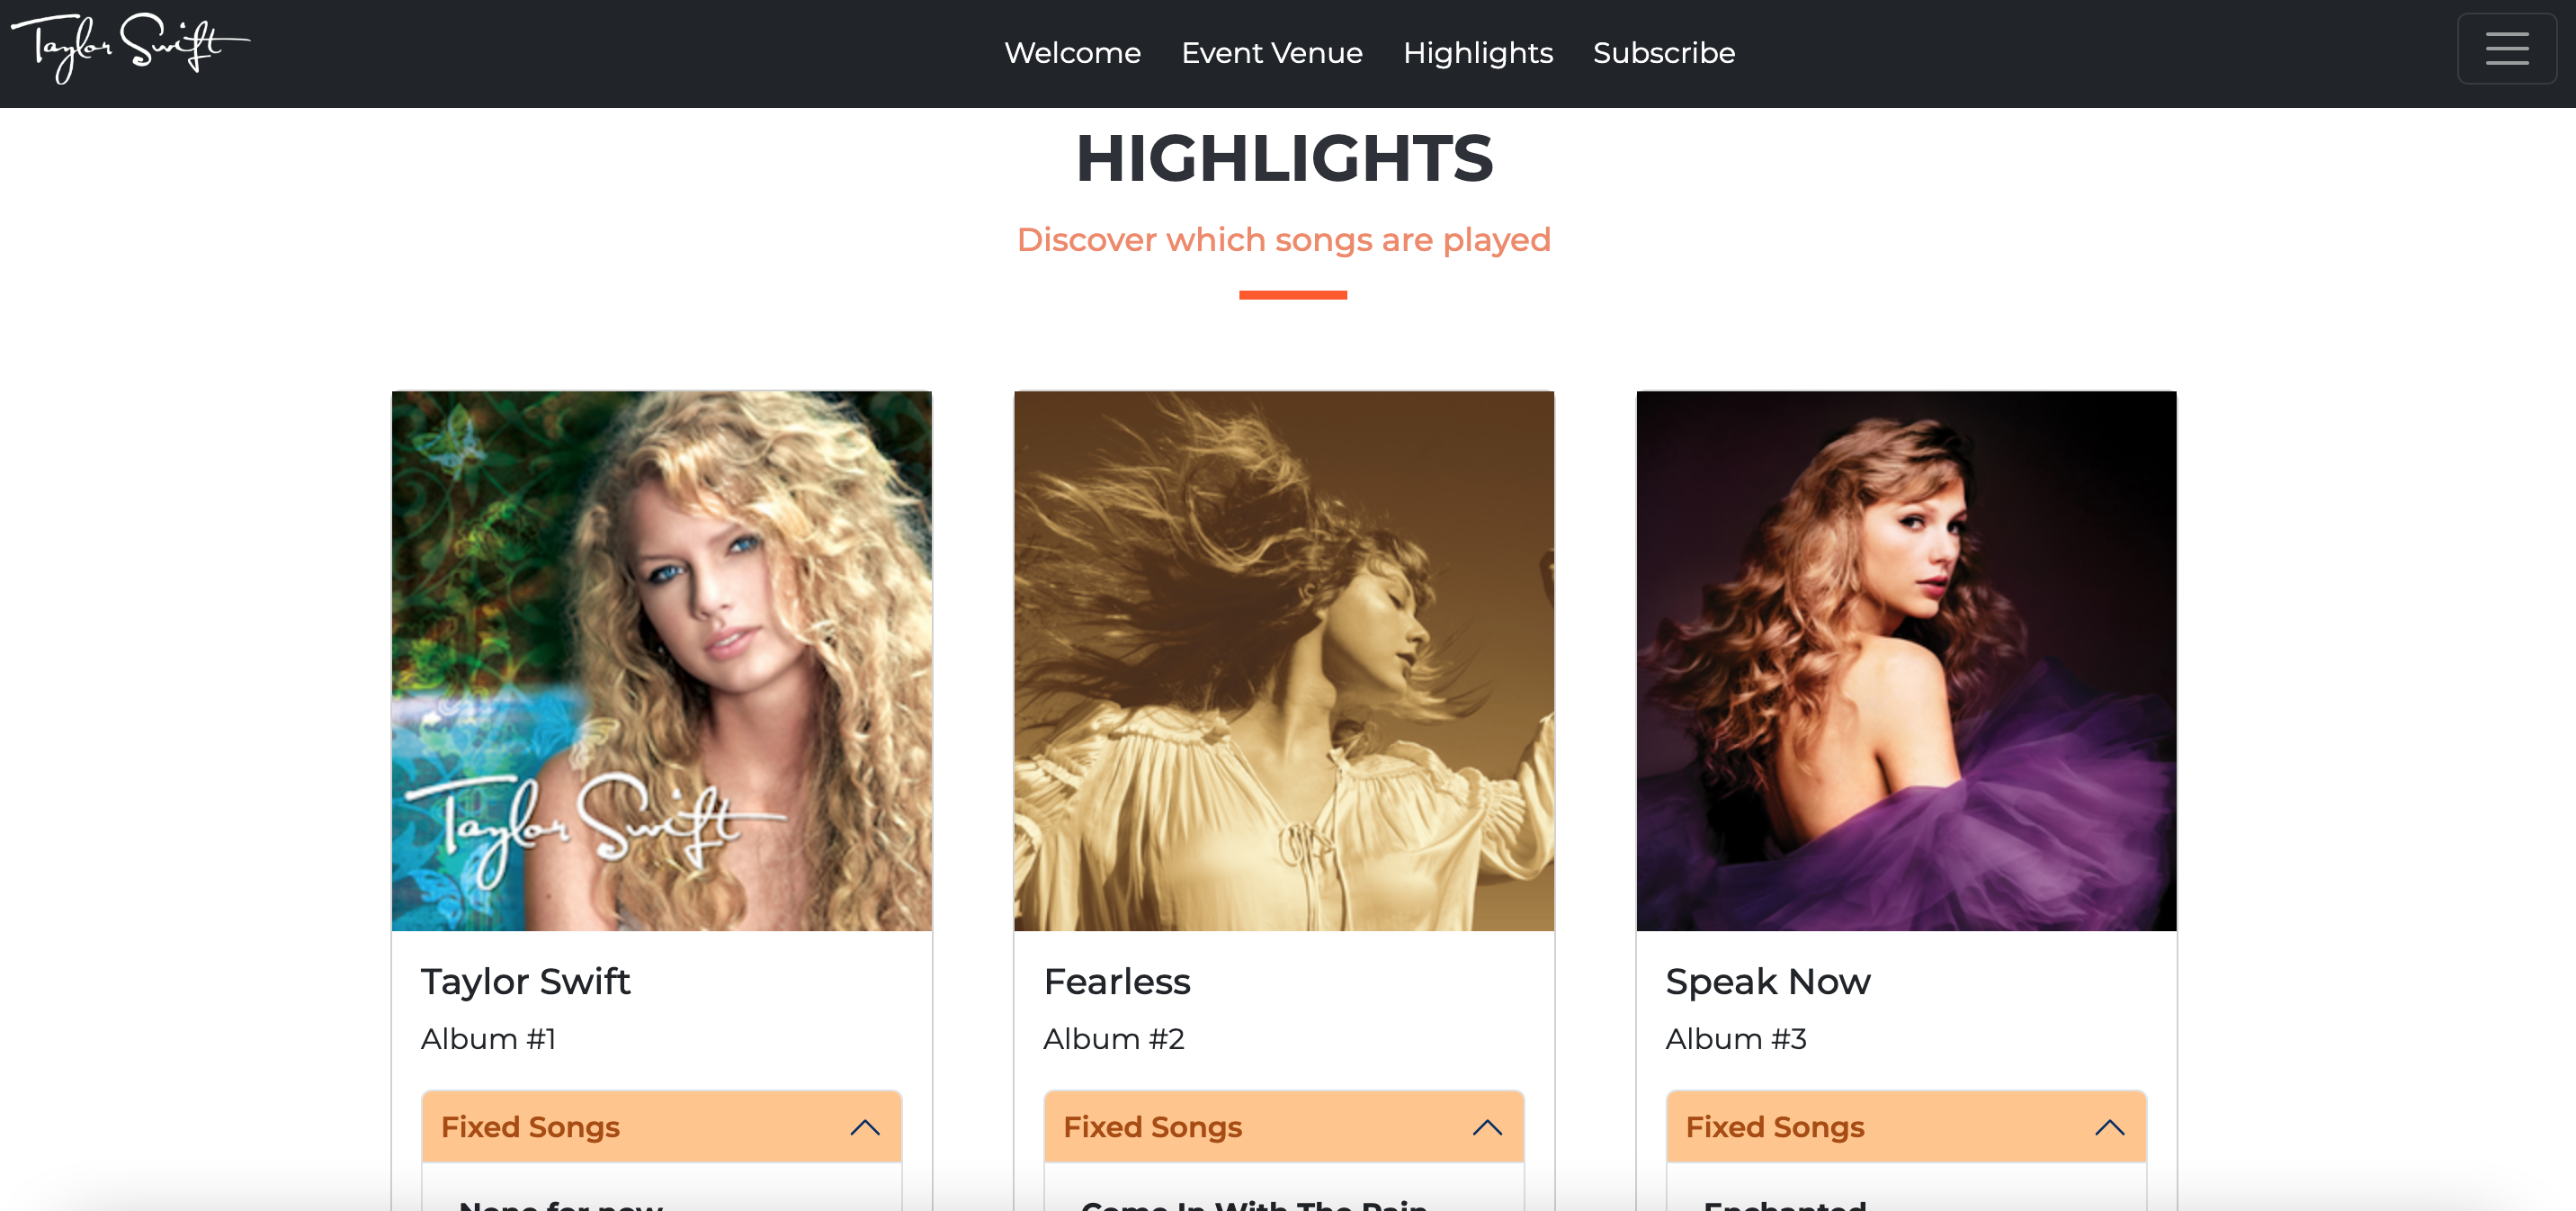 Taylor Swift
Welcome Event Venue Highlights Subscribe
HIGHLIGHTS
Discover which songs are played
Taylor Swift
Taylor Swift
Album #1
Fixed Songs
None for now
Fearless
Album #2
Fixed Songs
Come In With The Rain
Speak Now
Album #3
Fixed Songs
Enchanted